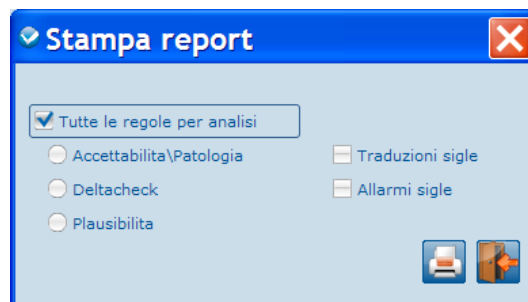 Stampa report
Tutte le regole per analisi
Accettabilita\Patologia
Traduzioni sigle
Deltacheck
Allarmi sigle
Plausibilita